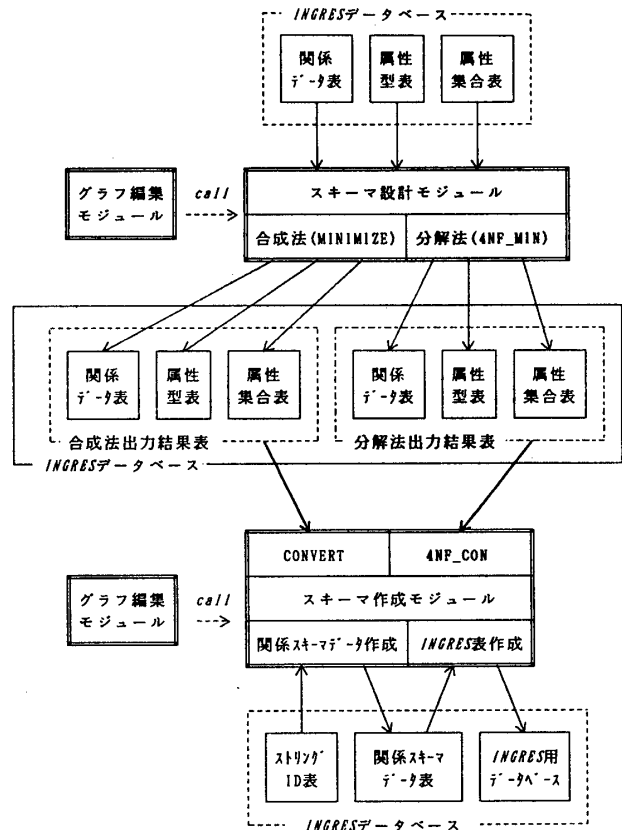 INGRESデータベース
関係
データ表
属性
型表
属性
集合表
グラフ編集
モジュール
call
スキーマ設計モジュール
合成法(MINIMIZE)
分解法(4NF_MIN)
関係
データ表
属性
型表
属性
集合表
合成法出力結果表
関係
データ表
属性
型表
属性
集合表
分解法出力結果表
INGRESデータベース
CONVERT
4NF_CON
グラフ編集
モジュール
call
スキーマ作成モジュール
関係スキーマデータ作成
INGRES表作成
ストリング
ID表
関係スキーマ
データ表
INGRES用
データベース
INGRESデータベース